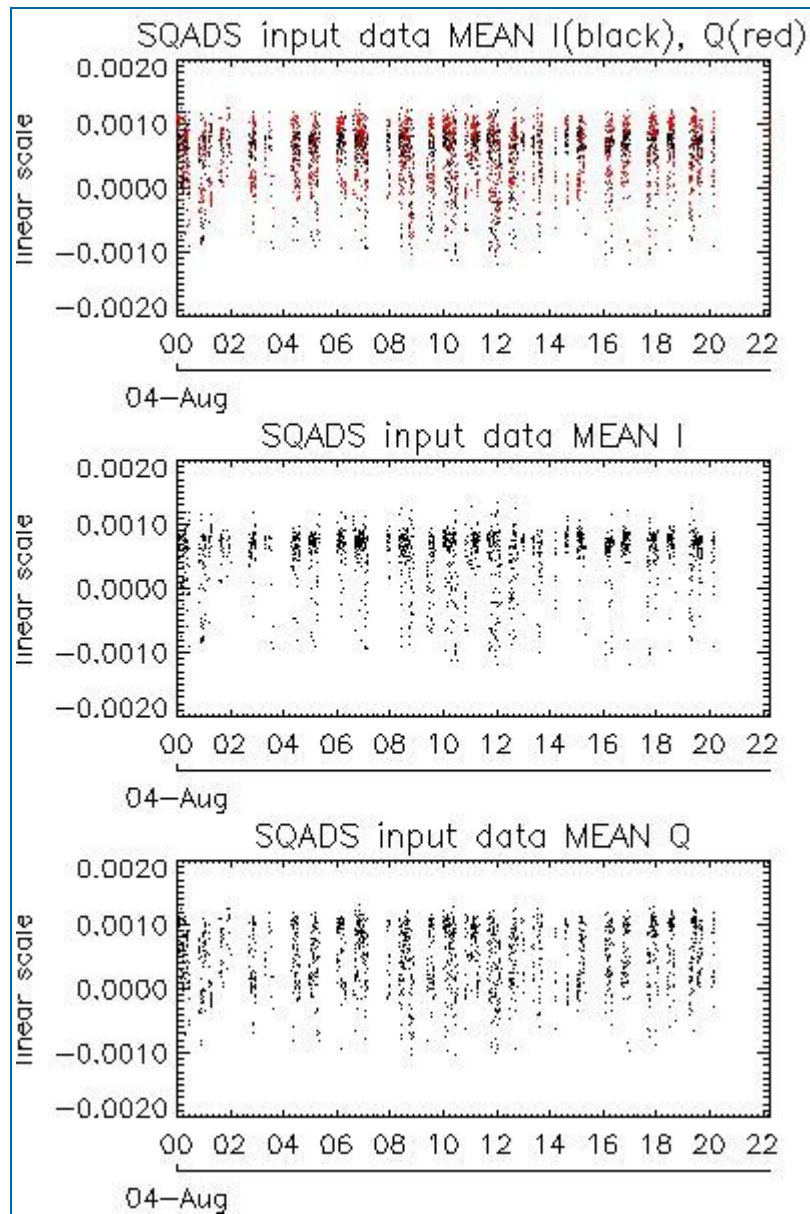 SQADS input data MEAN I(black), Q(red)
0.0020
0.0010
0.0000
−0.0010
−0.0020
linear scale
00 02 04 06 08 10 12 14 16 18 20 22
04−Aug
SQADS input data MEAN I
0.0020
0.0010
0.0000
−0.0010
−0.0020
linear scale
00 02 04 06 08 10 12 14 16 18 20 22
04−Aug
SQADS input data MEAN Q
0.0020
0.0010
0.0000
−0.0010
−0.0020
linear scale
00 02 04 06 08 10 12 14 16 18 20 22
04−Aug